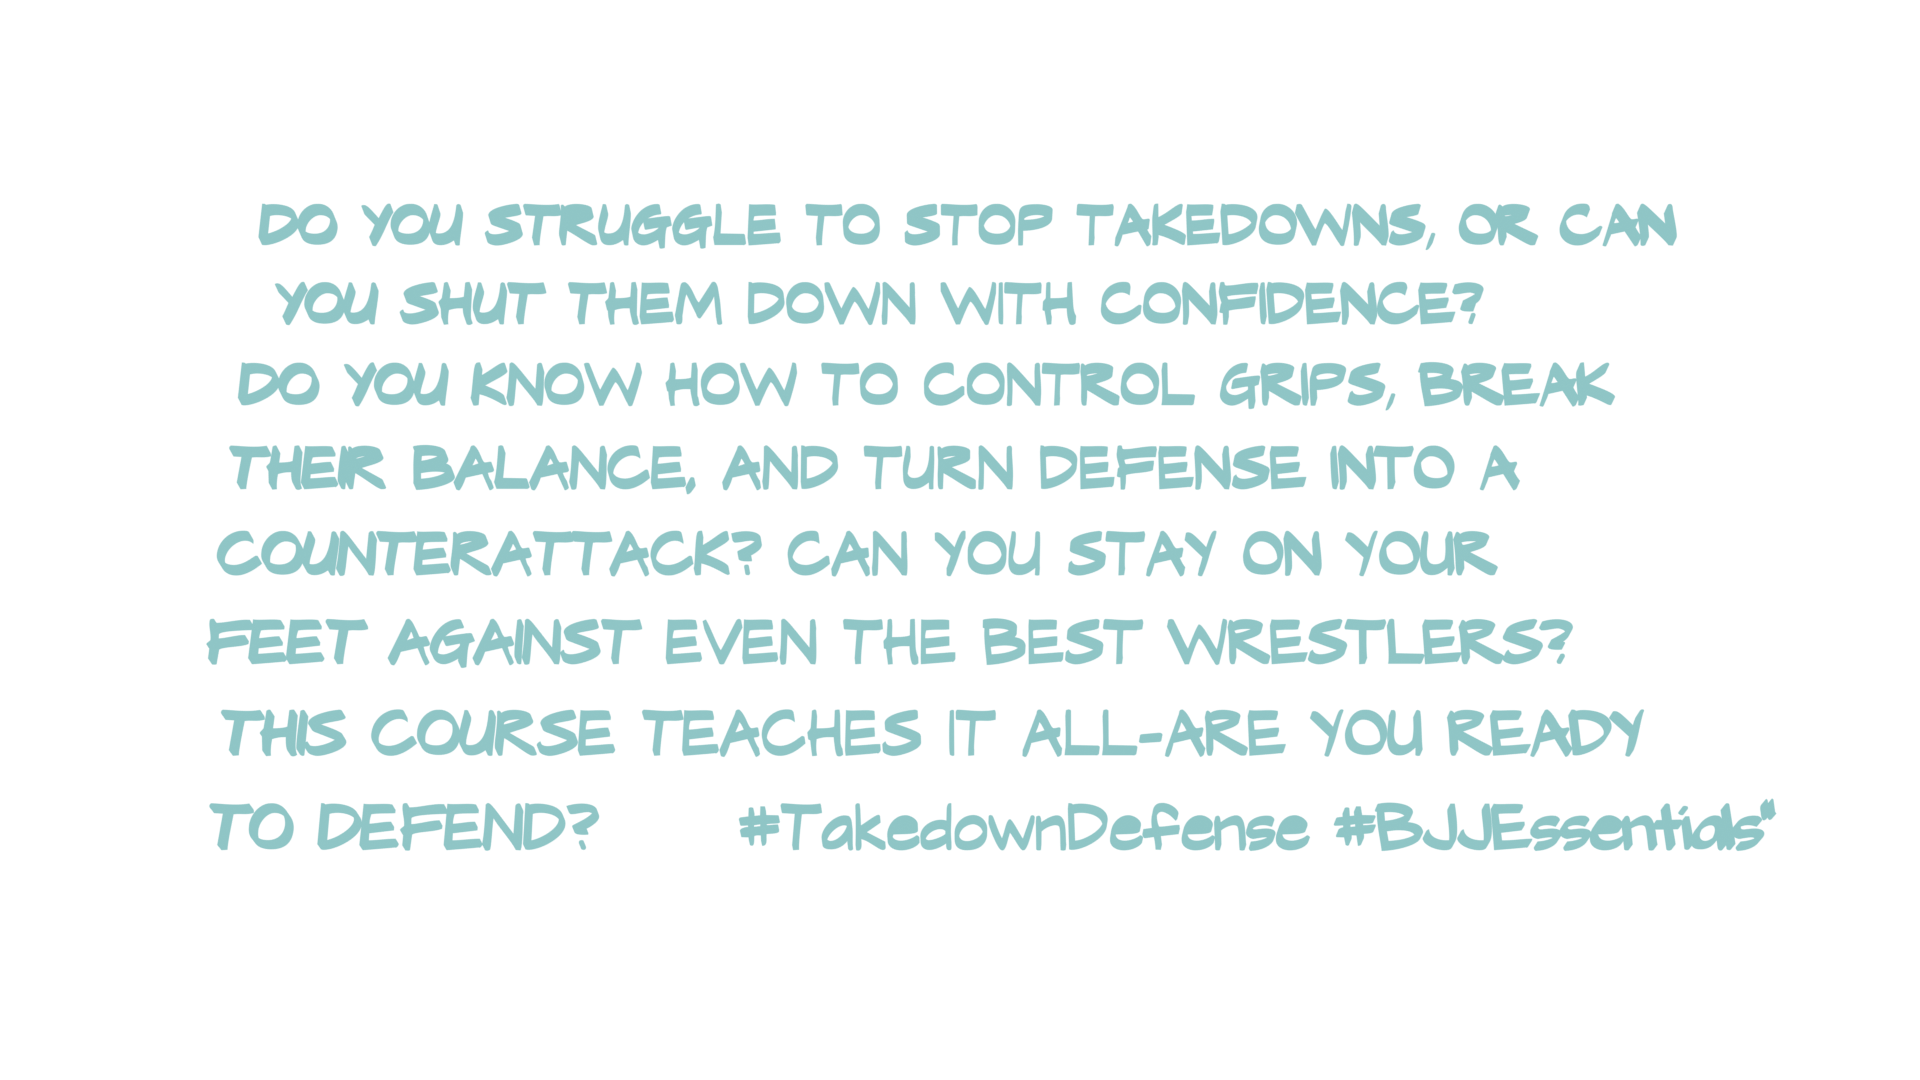 DO YOU STRUGGLE TO STOP TAKEDOWNS, OR CAN
YOU SHUT THEM DOWN WITH CONFIDENCE?
DO YOU KNOW HOW TO CONTROL GRIPS, BREAK
THEIR BALANCE, AND TURN DEFENSE INTO A
COUNTERATTACK? CAN YOU STAY ON YOUR
FEET AGAINST EVEN THE BEST WRESTLERS?
THIS COURSE TEACHES IT ALL-ARE YOU READY
TO DEFEND? #TakedownDefense #BJJEssentials"